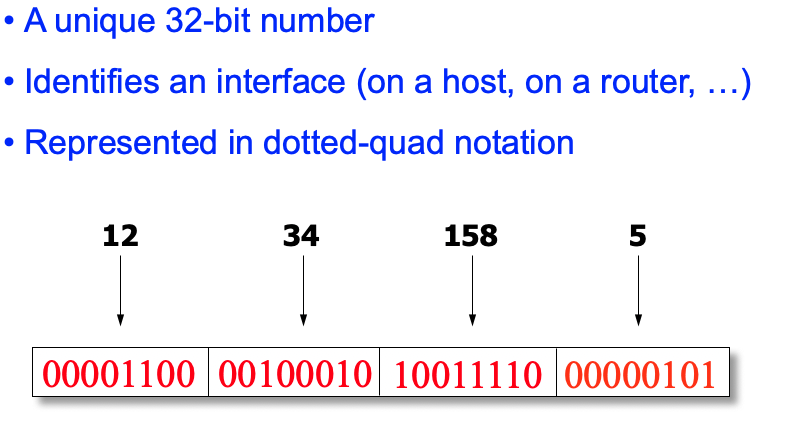 • A unique 32-bit number
• Identifies an interface (on a host, on a router, …)
• Represented in dotted-quad notation
12 34 158 5
00001100 00100010 10011110 00000101